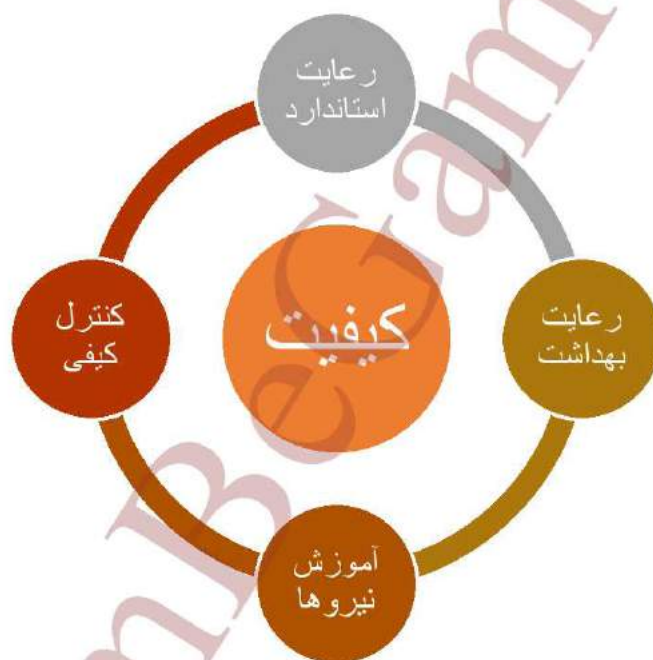 رعایت
استاندارد
رعایت
بهداشت
آموزش
نیروها
کنترل
کیفی
کیفیت